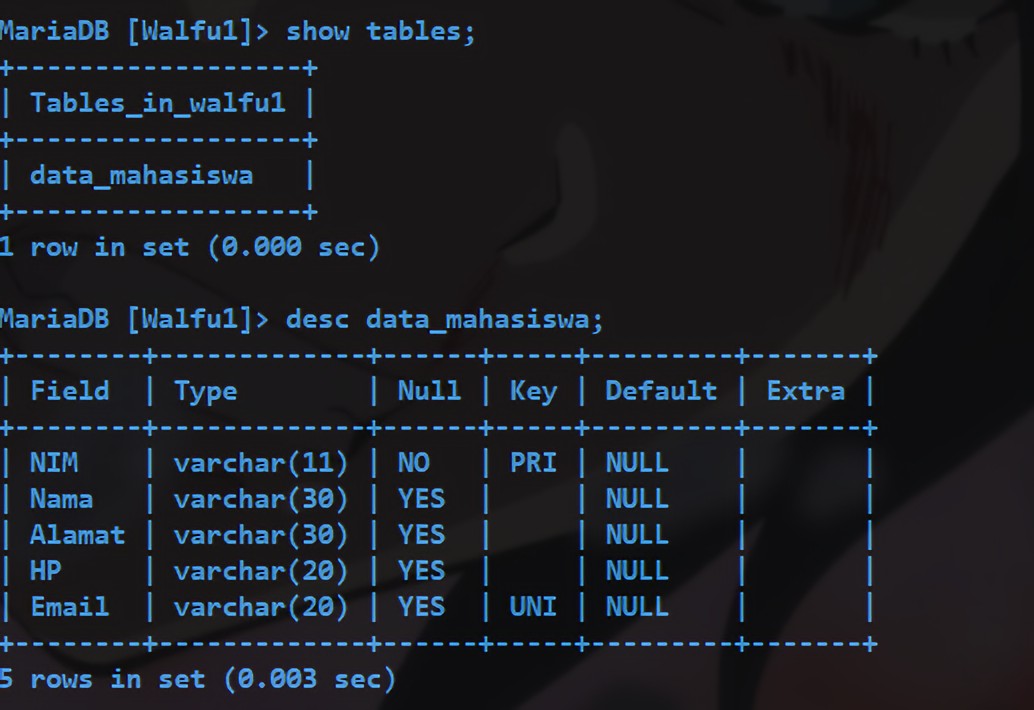 MariaDB [Walfu1]> show tables;
+------------------+
| Tables_in_walfu1 |
+------------------+
| data_mahasiswa   |
+------------------+
1 row in set (0.000 sec)

MariaDB [Walfu1]> desc data_mahasiswa;
+--------+-------------+------+-----+---------+-------+
| Field  | Type        | Null | Key | Default | Extra |
+--------+-------------+------+-----+---------+-------+
| NIM    | varchar(11) | NO   | PRI | NULL    |       |
| Nama   | varchar(30) | YES  |     | NULL    |       |
| Alamat | varchar(30) | YES  |     | NULL    |       |
| HP     | varchar(20) | YES  |     | NULL    |       |
| Email  | varchar(20) | YES  | UNI | NULL    |       |
+--------+-------------+------+-----+---------+-------+
5 rows in set (0.003 sec)